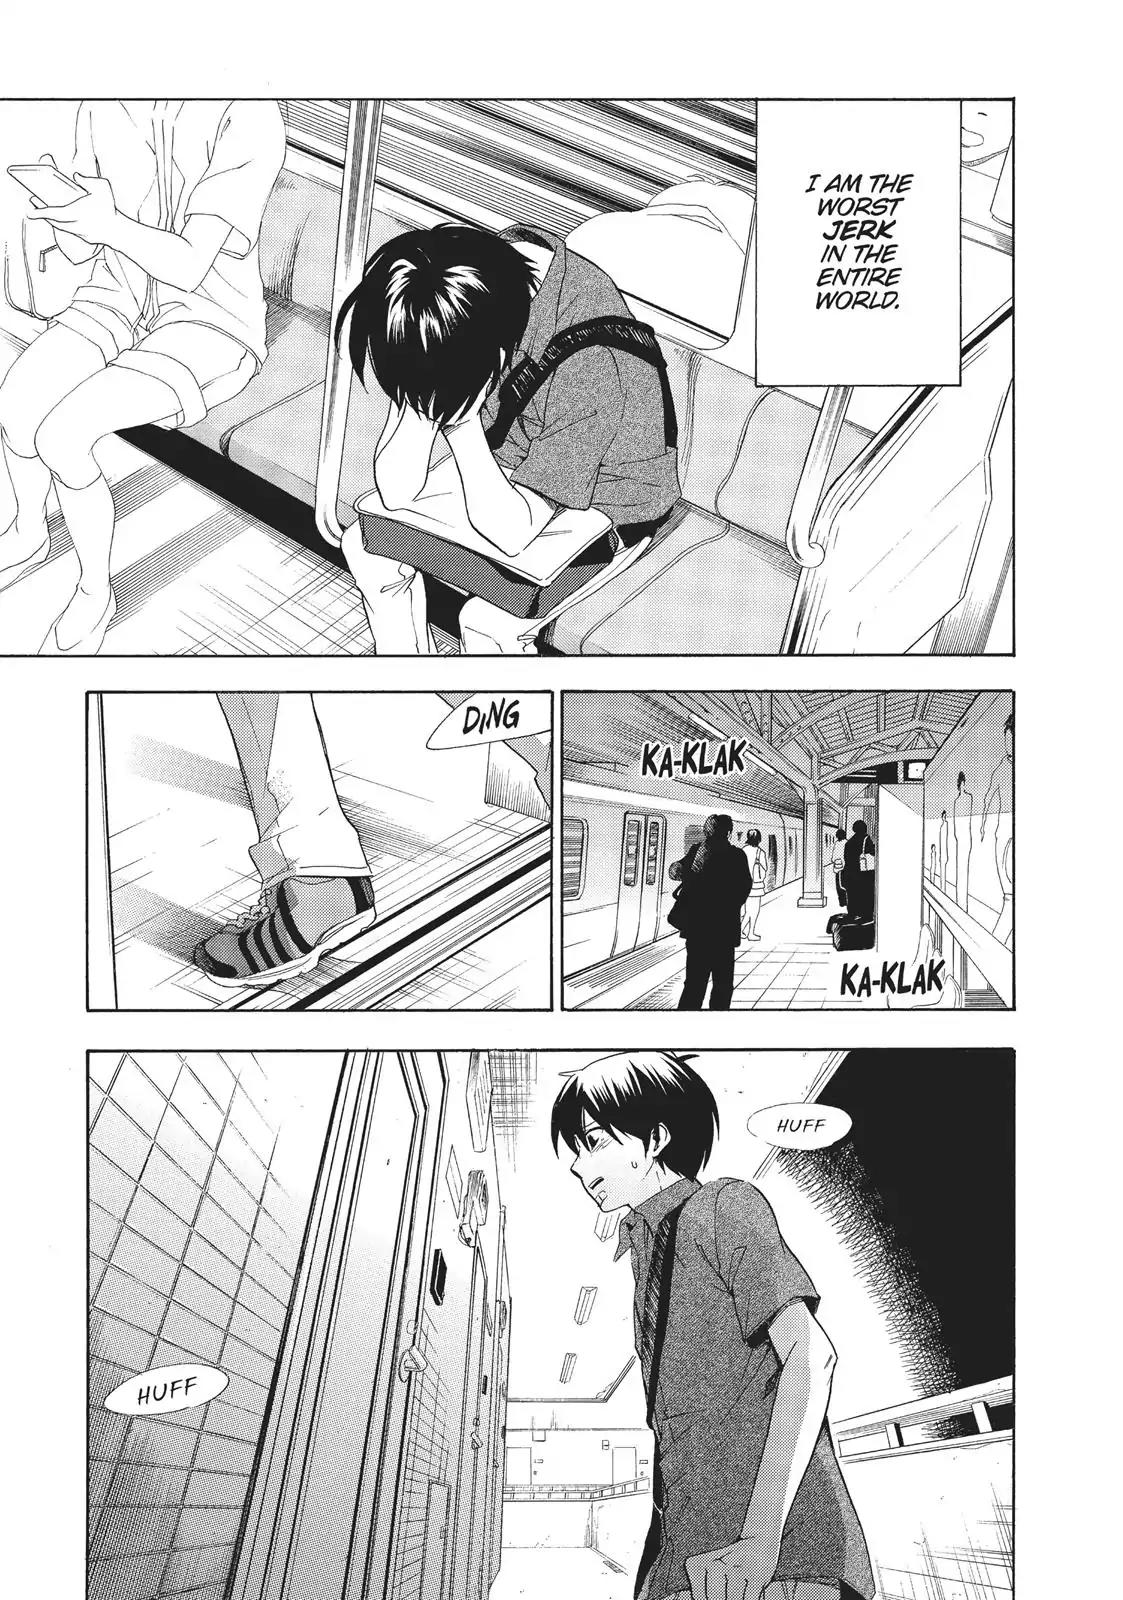 I AM THE
WORST
JERK
IN THE
ENTIRE
WORLD.
DING
KA-KLAK
KA-KLAK
HUFF
HUFF